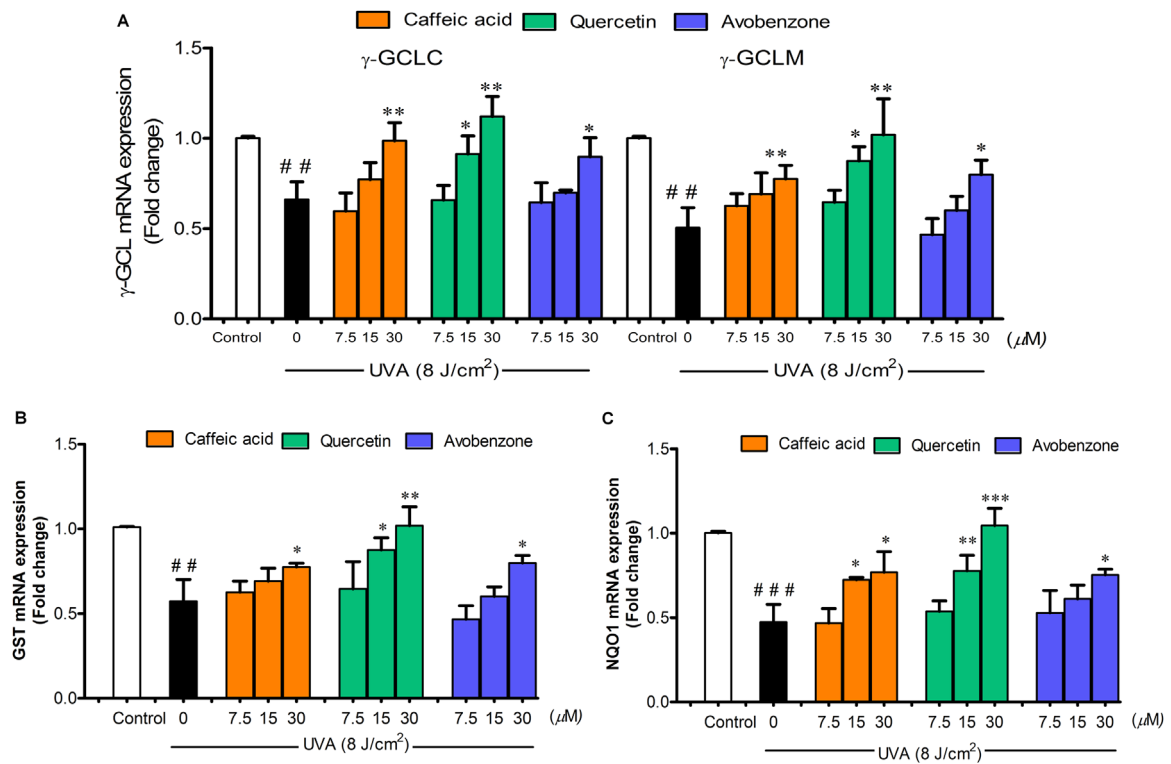 A
Caffeic acid Quercetin Avobenzone
γ-GCLC γ-GCLM
γ-GCL mRNA expression
(Fold change)
1.5
1.0
0.5
0.0
## ** * ** * ## ** * ** *
Control 0 7.5 15 30 7.5 15 30 7.5 15 30 Control 0 7.5 15 30 7.5 15 30 7.5 15 30 (μM)
UVA (8 J/cm²) UVA (8 J/cm²)
B
Caffeic acid Quercetin Avobenzone
GST mRNA expression
(Fold change)
1.5
1.0
0.5
0.0
## * * ** *
Control 0 7.5 15 30 7.5 15 30 7.5 15 30 (μM)
UVA (8 J/cm²)
C
Caffeic acid Quercetin Avobenzone
NQO1 mRNA expression
(Fold change)
1.5
1.0
0.5
0.0
### * * ** *** *
Control 0 7.5 15 30 7.5 15 30 7.5 15 30 (μM)
UVA (8 J/cm²)